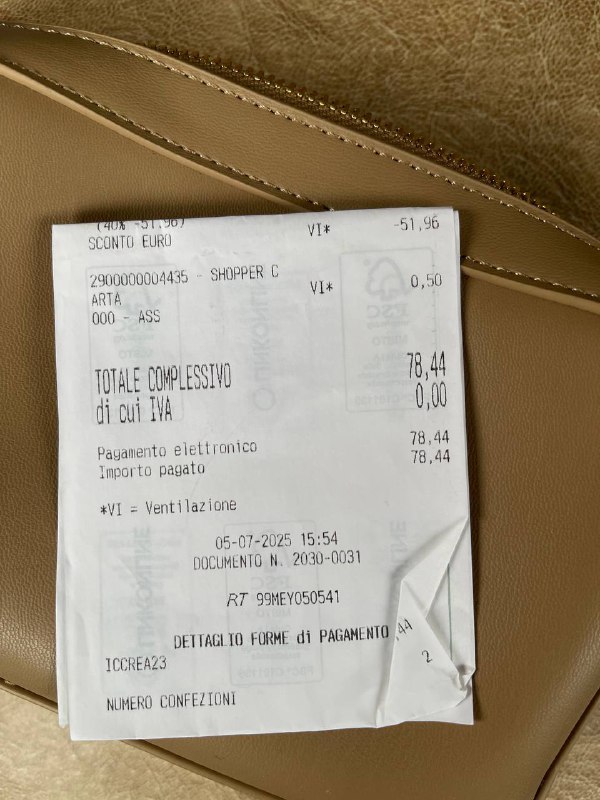 (40% -51,96)
SCONTO EURO VI* -51,96
2900000004435 - SHOPPER C
ARTA VI* 0,50
000 - ASS
TOTALE COMPLESSIVO 78,44
di cui IVA 0,00
Pagamento elettronico 78,44
Importo pagato 78,44
*VI = Ventilazione
05-07-2025 15:54
DOCUMENTO N. 2030-0031
RT 99MEY050541
DETTAGLIO FORME di PAGAMENTO
ICCREA23 ,44
NUMERO CONFEZIONI 2